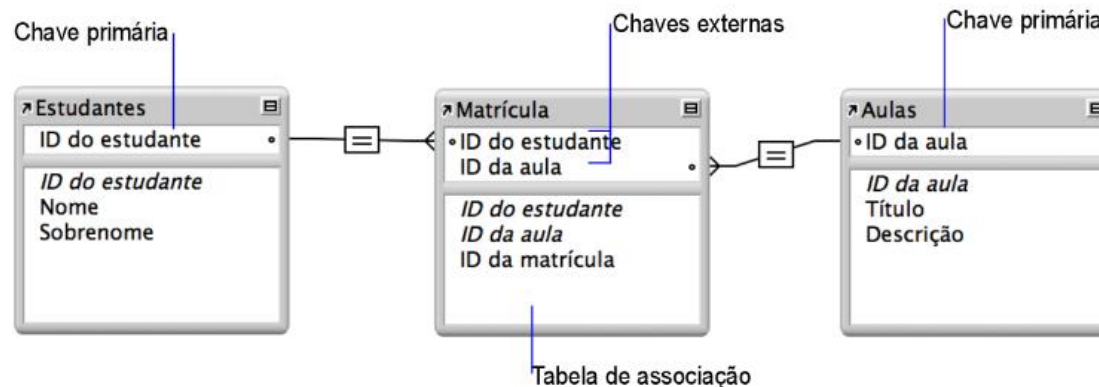 Chave primária
Chaves externas
Chave primária
Estudantes
ID do estudante
ID do estudante
Nome
Sobrenome
Matrícula
ID do estudante
ID da aula
ID do estudante
ID da aula
ID da matrícula
Aulas
ID da aula
ID da aula
Título
Descrição
Tabela de associação